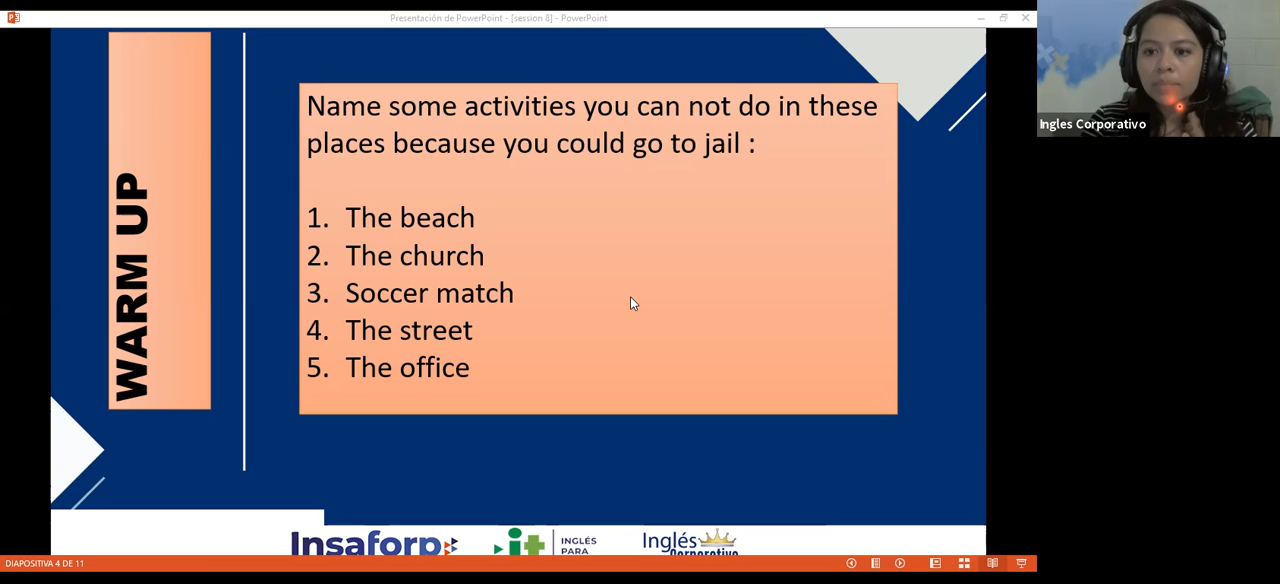 Presentación de PowerPoint - [session 8] - PowerPoint
Ingles Corporativo
WARM UP
Name some activities you can not do in these
places because you could go to jail :
1. The beach
2. The church
3. Soccer match
4. The street
5. The office
Insaforp
it
INGLÉS
PARA
Inglés
Corporativo
DIAPOSITIVA 4 DE 11